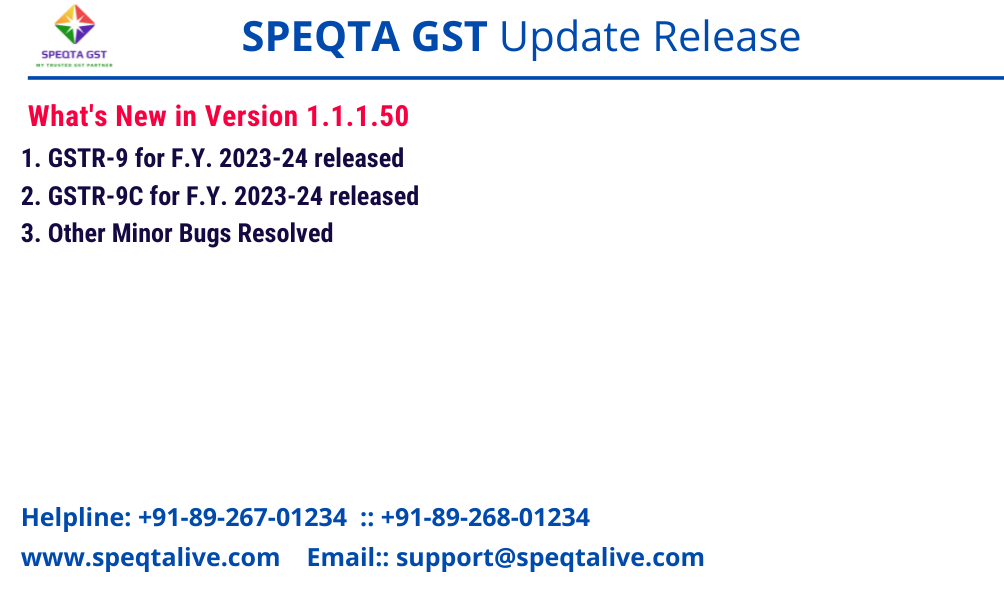 SPEQTA GST Update Release
SPEQTA GST
MY TRUSTED GST PARTNER
What's New in Version 1.1.1.50
1. GSTR-9 for F.Y. 2023-24 released
2. GSTR-9C for F.Y. 2023-24 released
3. Other Minor Bugs Resolved
Helpline: +91-89-267-01234 :: +91-89-268-01234
www.speqtalive.com Email:: support@speqtalive.com